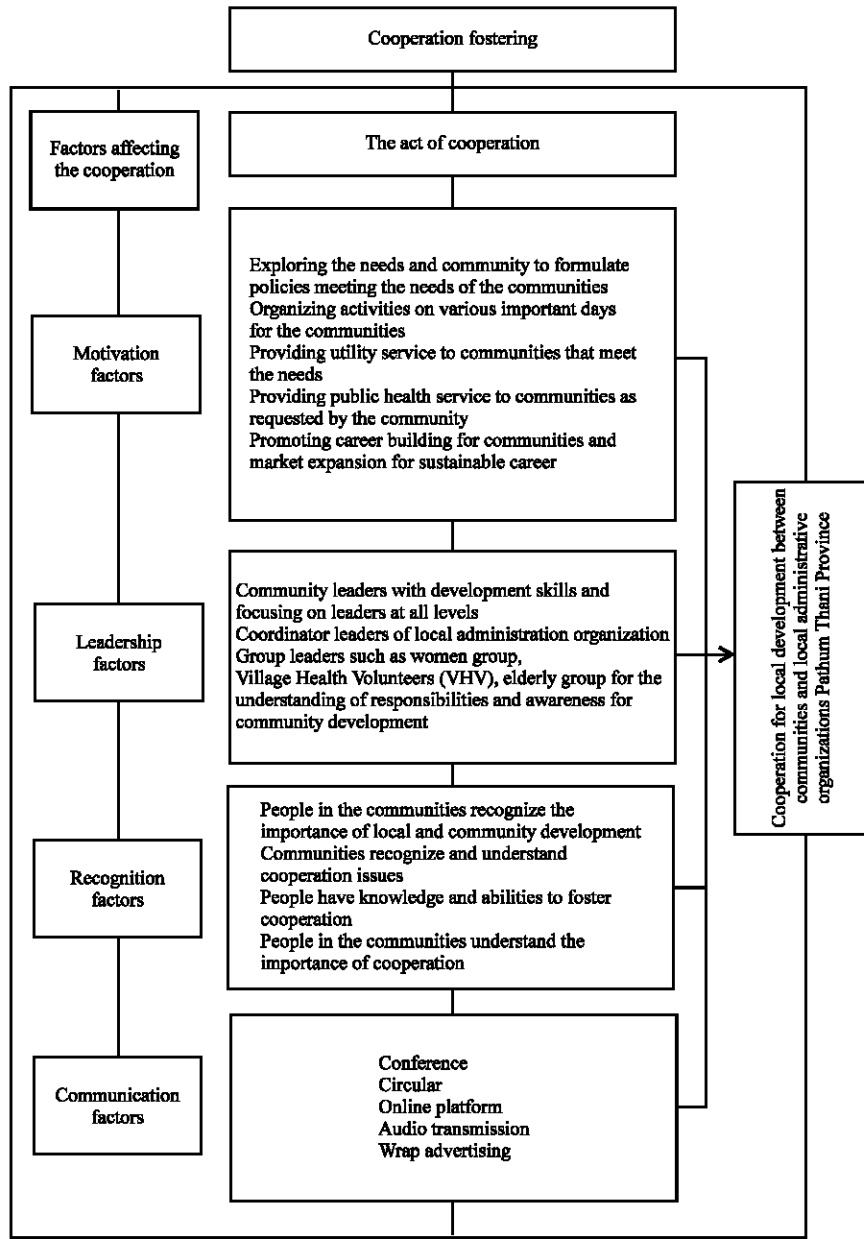 Cooperation fostering
Factors affecting
the cooperation
The act of cooperation
Motivation
factors
Exploring the needs and community to formulate
policies meeting the needs of the communities
Organizing activities on various important days
for the communities
Providing utility service to communities that meet
the needs
Providing public health service to communities as
requested by the community
Promoting career building for communities and
market expansion for sustainable career
Leadership
factors
Community leaders with development skills and
focusing on leaders at all levels
Coordinator leaders of local administration organization
Group leaders such as women group,
Village Health Volunteers (VHV), elderly group for the
understanding of responsibilities and awareness for
community development
Recognition
factors
People in the communities recognize the
importance of local and community development
Communities recognize and understand
cooperation issues
People have knowledge and abilities to foster
cooperation
People in the communities understand the
importance of cooperation
Communication
factors
Conference
Circular
Online platform
Audio transmission
Wrap advertising
Cooperation for local development between
communities and local administrative
organizations Pathum Thani Province